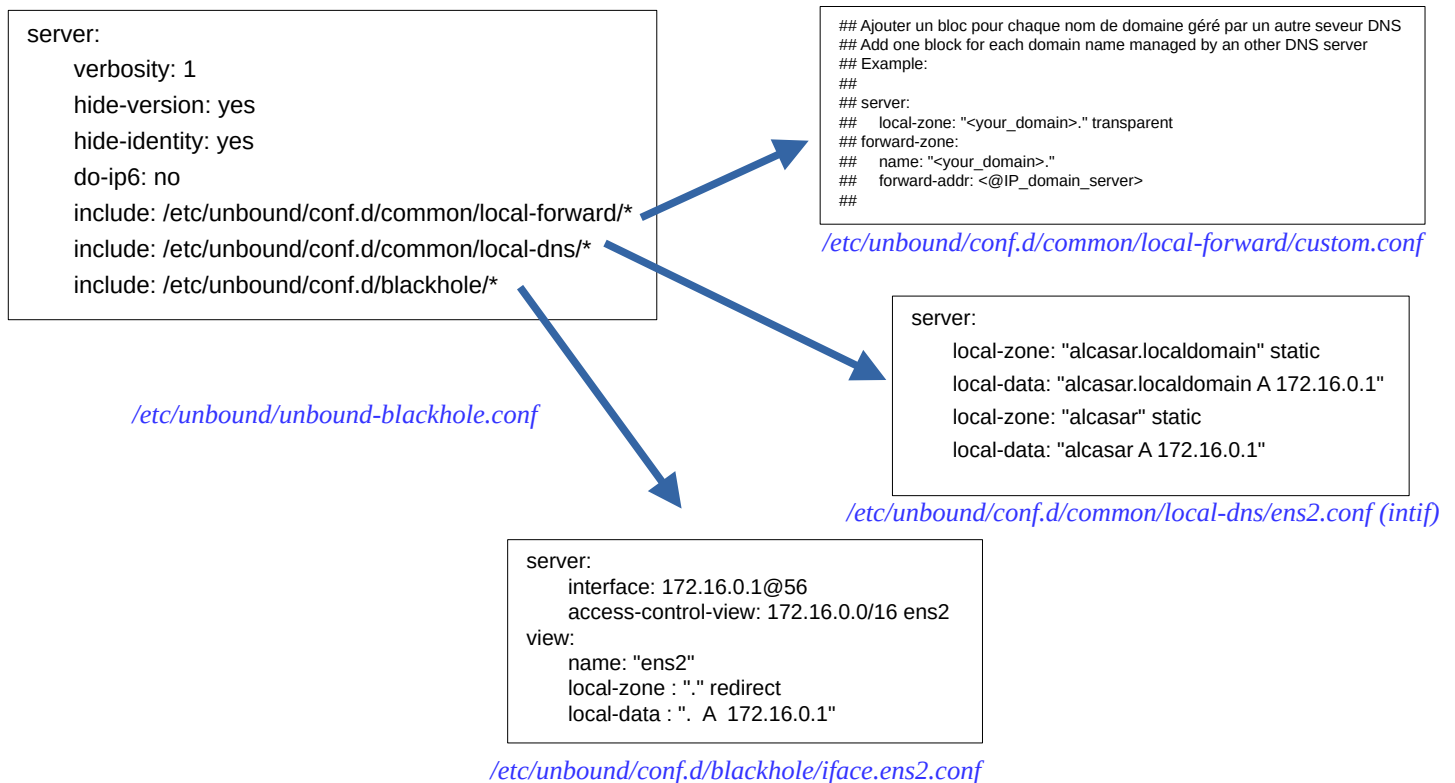 server:
verbosity: 1
hide-version: yes
hide-identity: yes
do-ip6: no
include: /etc/unbound/conf.d/common/local-forward/*
include: /etc/unbound/conf.d/common/local-dns/*
include: /etc/unbound/conf.d/blackhole/*
/etc/unbound/unbound-blackhole.conf
## Ajouter un bloc pour chaque nom de domaine géré par un autre seveur DNS
## Add one block for each domain name managed by an other DNS server
## Example:
##
## server:
## local-zone: "<your_domain>." transparent
## forward-zone:
## name: "<your_domain>."
## forward-addr: <@IP_domain_server>
##
/etc/unbound/conf.d/common/local-forward/custom.conf
server:
local-zone: "alcasar.localdomain" static
local-data: "alcasar.localdomain A 172.16.0.1"
local-zone: "alcasar" static
local-data: "alcasar A 172.16.0.1"
/etc/unbound/conf.d/common/local-dns/ens2.conf (intif)
server:
interface: 172.16.0.1@56
access-control-view: 172.16.0.0/16 ens2
view:
name: "ens2"
local-zone : "." redirect
local-data : ". A 172.16.0.1"
/etc/unbound/conf.d/blackhole/iface.ens2.conf